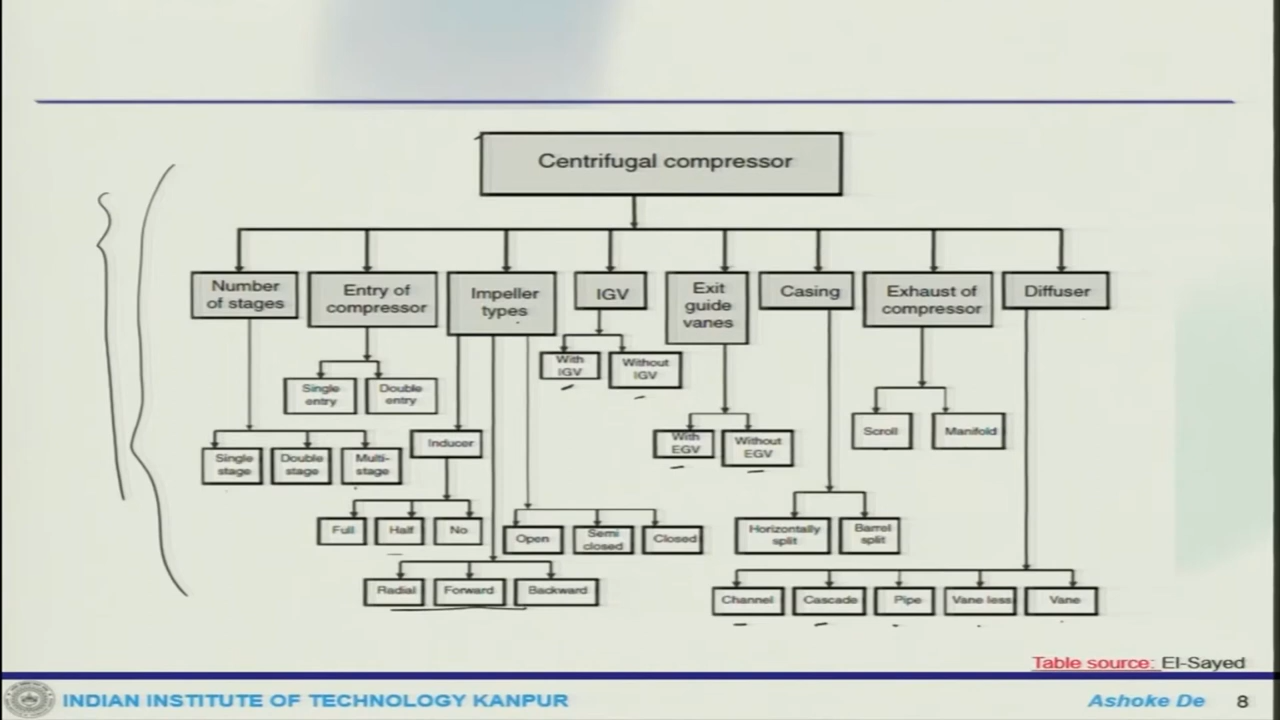 Centrifugal compressor
Number
of stages
Entry of
compressor
Impeller
types
IGV
Exit
guide
vanes
Casing
Exhaust of
compressor
Diffuser
With
IGV
Without
IGV
Single
entry
Double
entry
With
EGV
Without
EGV
Scroll
Manifold
Inducer
Single
stage
Double
stage
Multi-
stage
Full
Half
No
Open
Semi
closed
Closed
Horizontally
split
Barrel
split
Radial
Forward
Backward
Channel
Cascade
Pipe
Vane less
Vane
Table source: El-Sayed
INDIAN INSTITUTE OF TECHNOLOGY KANPUR
Ashoke De 8